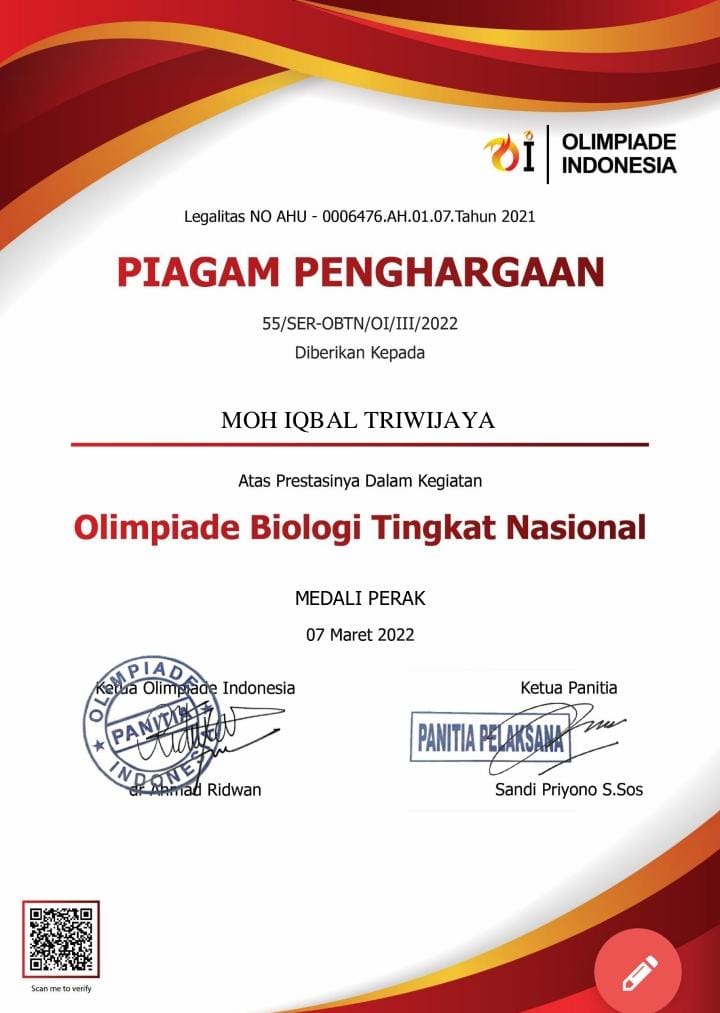 OLIMPIADE
INDONESIA
Legalitas NO AHU - 0006476.AH.01.07.Tahun 2021
PIAGAM PENGHARGAAN
55/SER-OBTN/OI/III/2022
Diberikan Kepada
MOH IQBAL TRIWIJAYA
Atas Prestasinya Dalam Kegiatan
Olimpiade Biologi Tingkat Nasional
MEDALI PERAK
07 Maret 2022
Ketua Olimpiade Indonesia
Ketua Panitia
OLIMPIADE
PANITIA
INDONESIA
PANITIA PELAKSANA
dr Ahmad Ridwan
Sandi Priyono S.Sos
Scan me to verify